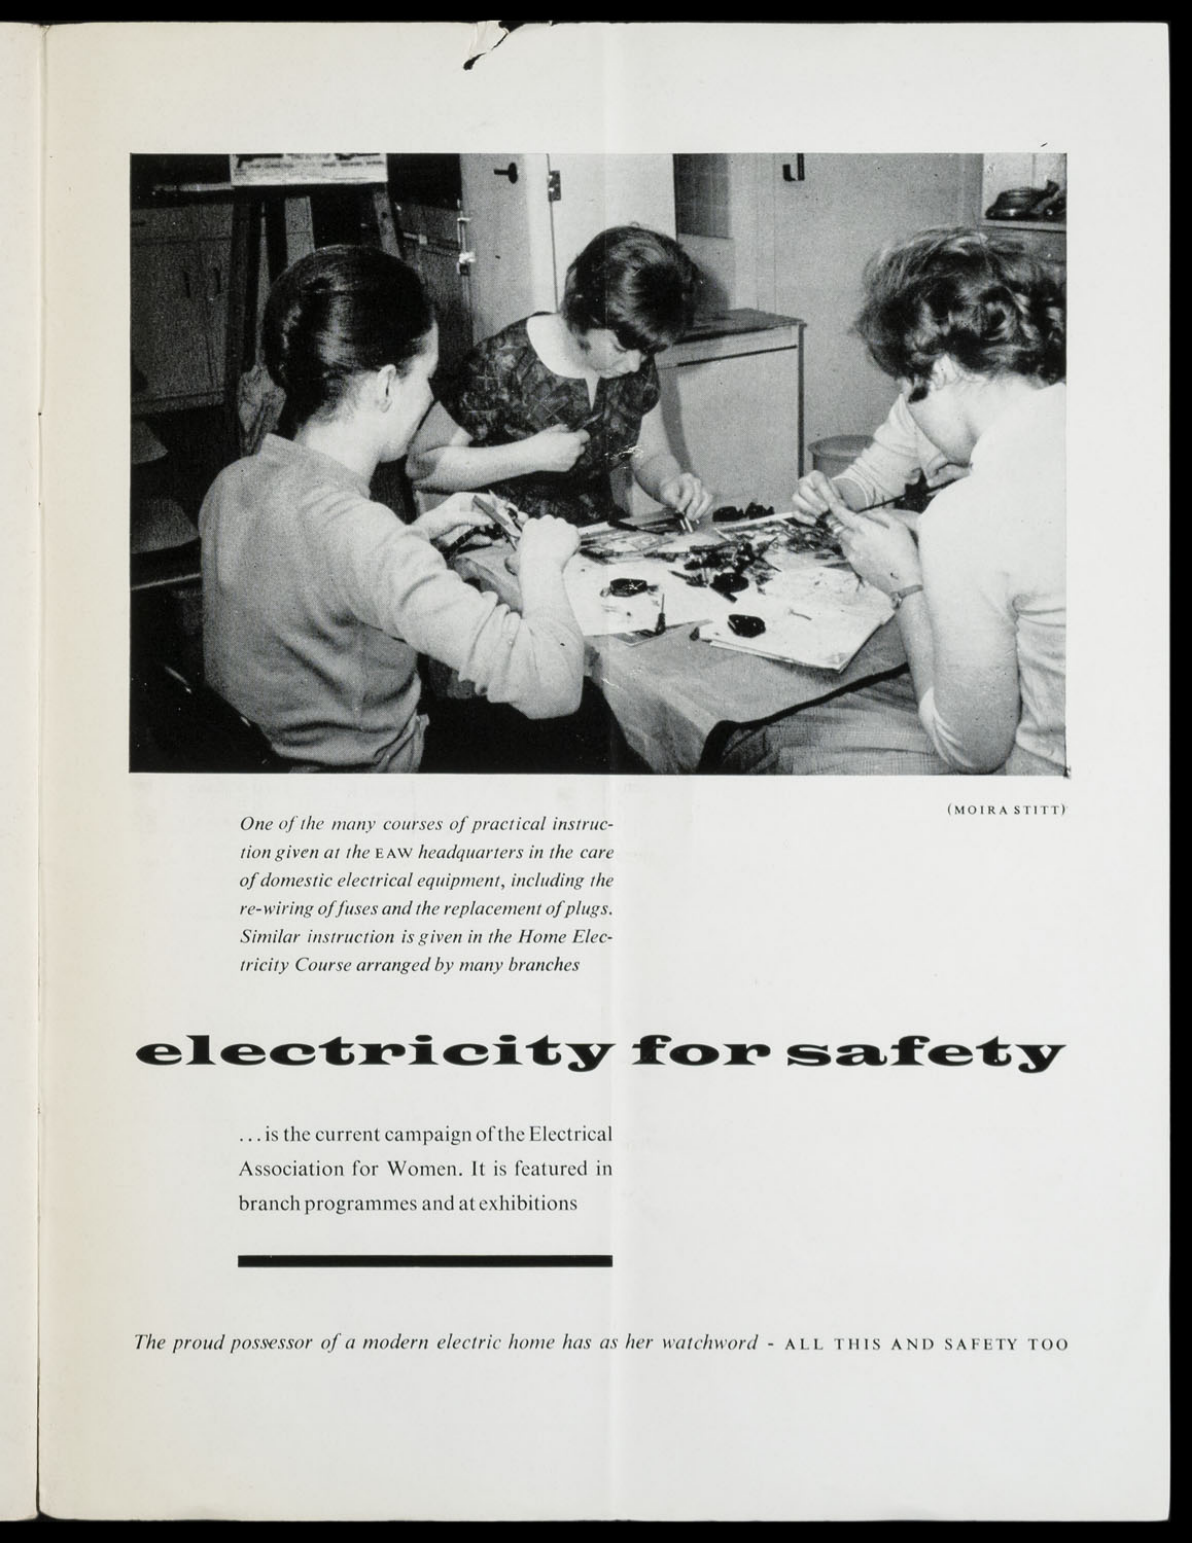 (MOIRA STITT)
One of the many courses of practical instruc-
tion given at the EAW headquarters in the care
of domestic electrical equipment, including the
re-wiring of fuses and the replacement of plugs.
Similar instruction is given in the Home Elec-
tricity Course arranged by many branches
electricity for safety
...is the current campaign of the Electrical
Association for Women. It is featured in
branch programmes and at exhibitions
The proud possessor of a modern electric home has as her watchword - ALL THIS AND SAFETY TOO